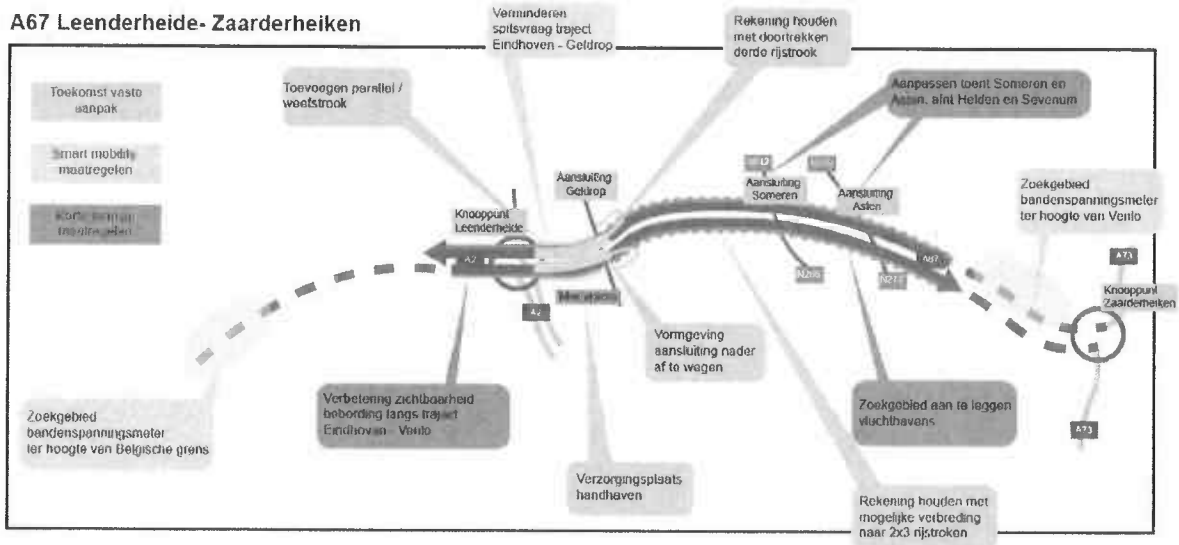 A67 Leenderheide- Zaarderheiken
Verminderen
spitsvraag traject
Eindhoven - Geldrop
Rekening houden
met doortrekken
derde rijstrook
Toekomst vaste
aanpak
Toevoegen parallel /
weefstrook
Aanpassen toerit Someren en
Asten, afrit Helden en Sevenum
Smart mobility
maatregelen
Korte termijn
maatregelen
Aansluiting
Geldrop
Aansluiting
Someren
Aansluiting
Asten
Zoekgebied
bandenspanningsmeter
ter hoogte van Venlo
Knooppunt
Leenderheide
A2
A67
A73
Knooppunt
Zaarderheiken
A2
Vormgeving
aansluiting nader
af te wegen
Verbetering zichtbaarheid
bebording langs traject
Eindhoven - Venlo
Zoekgebied aan te leggen
vluchthavens
A73
Zoekgebied
bandenspanningsmeter
ter hoogte van Belgische grens
Verzorgingsplaats
handhaven
Rekening houden met
mogelijke verbreding
naar 2x3 rijstroken